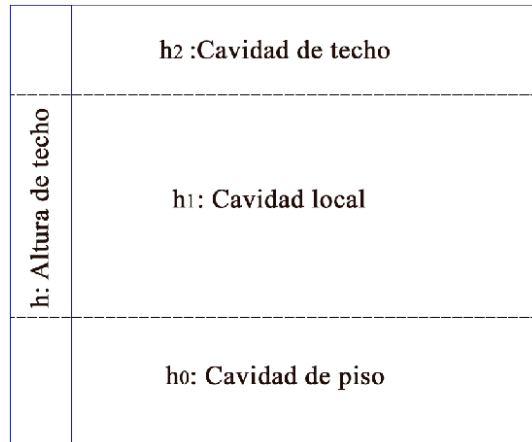 h2 :Cavidad de techo
h: Altura de techo
h1: Cavidad local
h0: Cavidad de piso